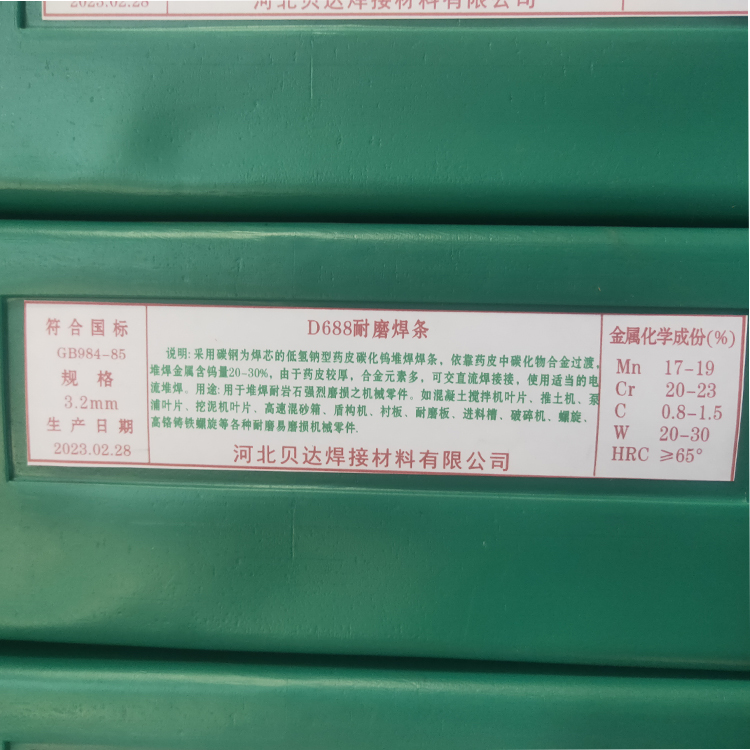 2023.02.28
河北贝达焊接材料有限公司
符合国标
GB984-85
规格
3.2mm
生产日期
2023.02.28
D688耐磨焊条
说明:采用碳钢为焊芯的低氢钠型药皮碳化钨堆焊焊条，依靠药皮中碳化物合金过渡，
堆焊金属含钨量20-30%，由于药皮较厚，合金元素多，可交直流焊接接，使用适当的电
流堆焊。用途:用于堆焊耐岩石强烈磨损之机械零件。如混凝土搅拌机叶片、推土机、泵
浦叶片、挖泥机叶片、高速混砂箱、盾构机、衬板、耐磨板、进料槽、破碎机、螺旋、
高铬铸铁螺旋等各种耐磨易磨损机械零件.
河北贝达焊接材料有限公司
金属化学成份(%)
Mn 17-19
Cr 20-23
C 0.8-1.5
W 20-30
HRC ≥65°